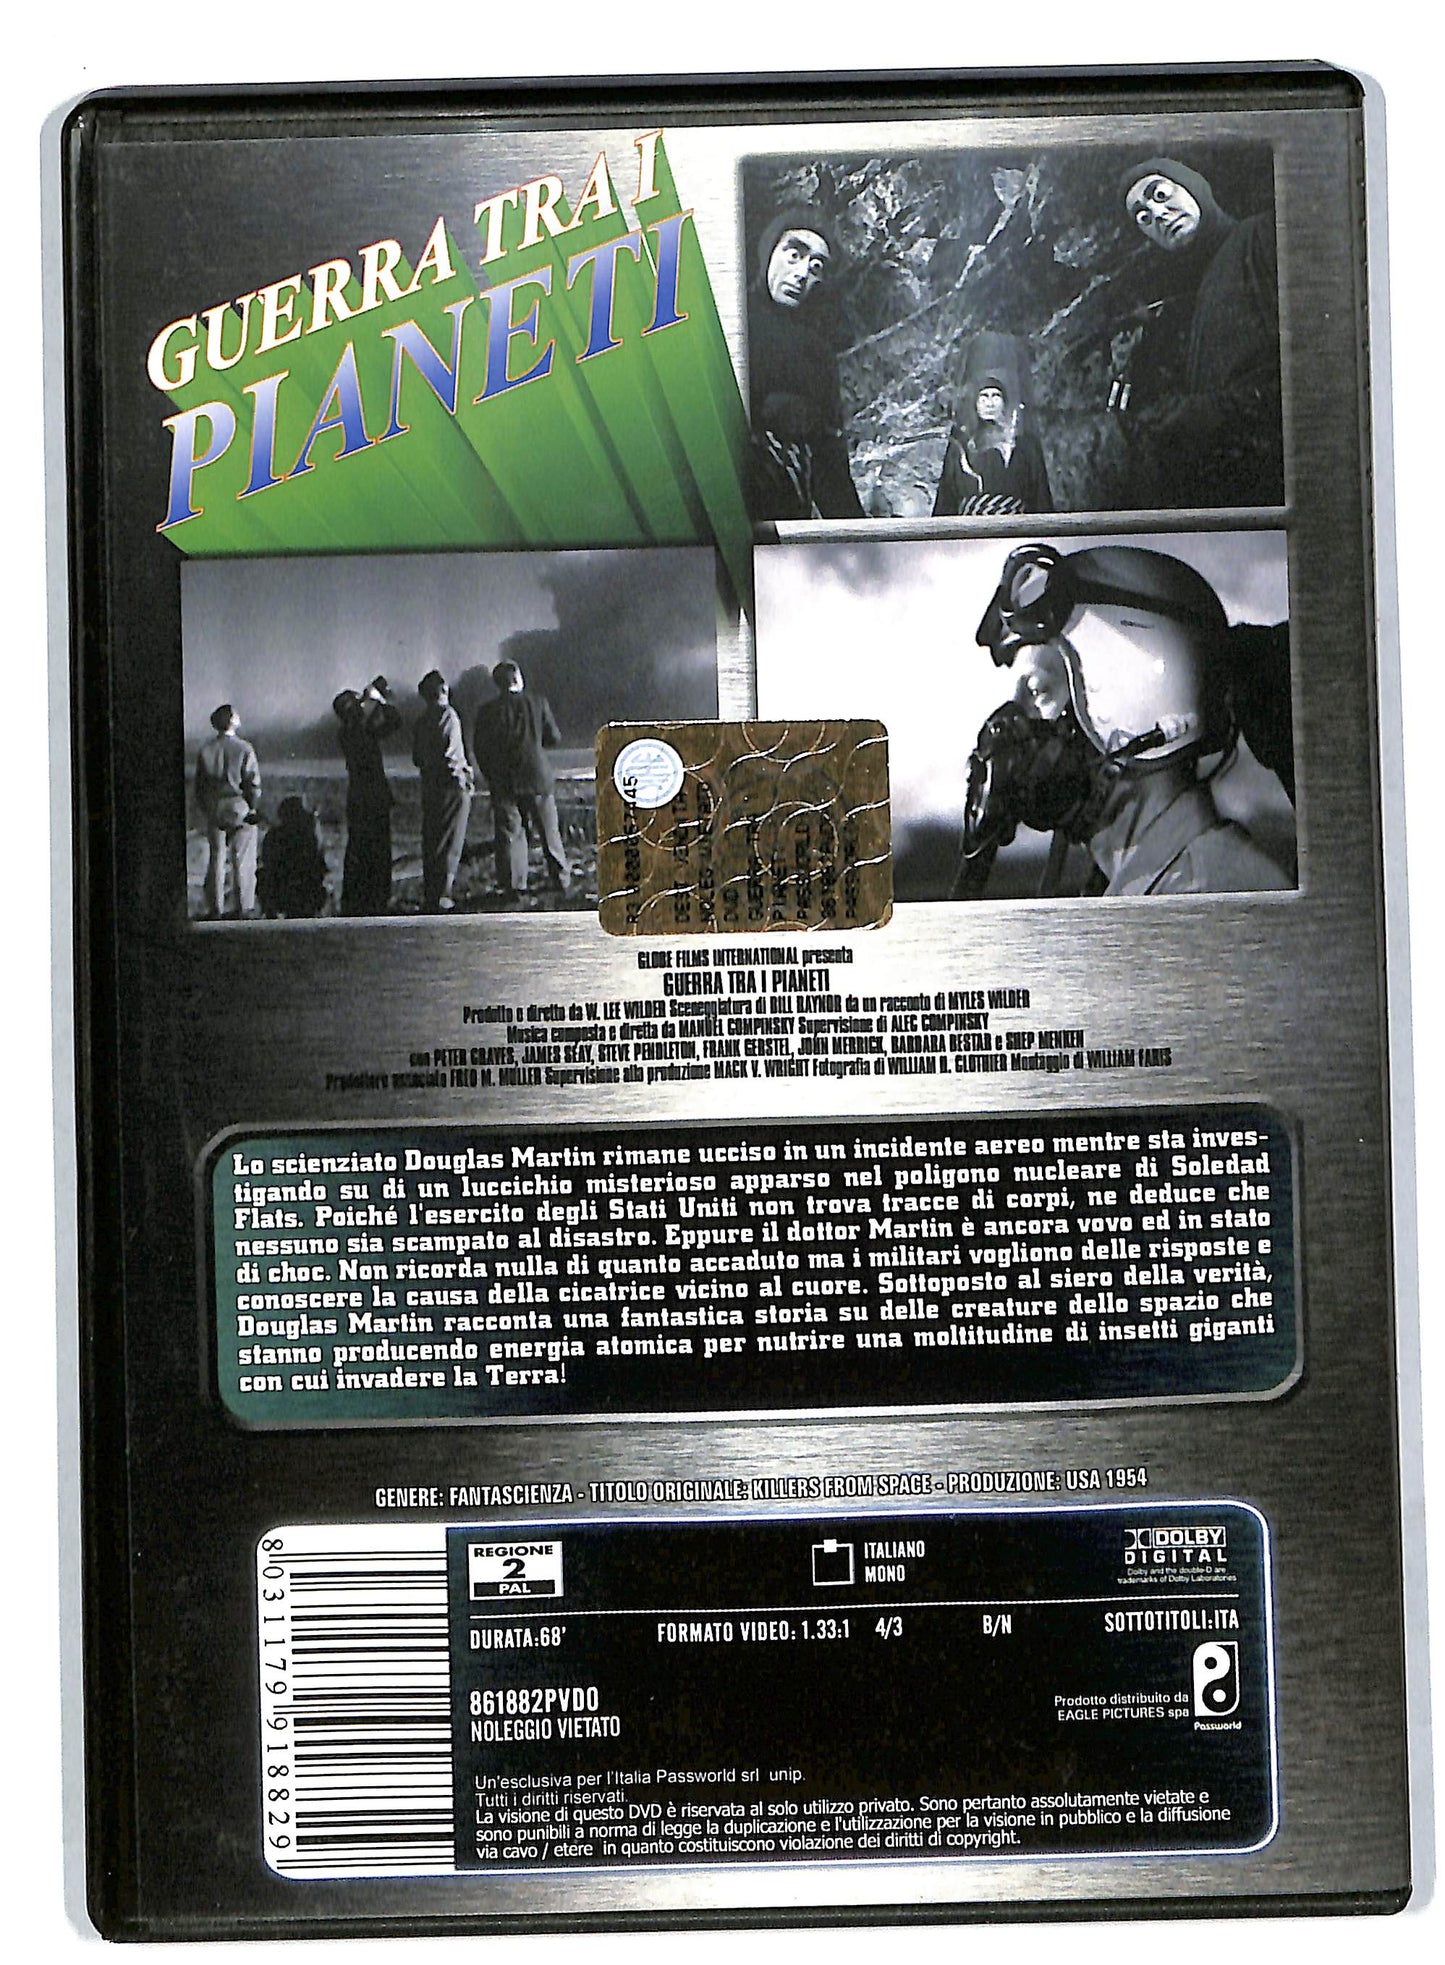 GUERRA TRA I
PIANETI
GLOBE FILMS INTERNATIONAL presenta
GUERRA TRA I PIANETI
Prodotto e diretto da W. LEE WILDER Sceneggiatura di BILL RAYNOR da un racconto di MYLES WILDER
Musica composta e diretta da MANUEL COMPINSKY Supervisione di ALEC COMPINSKY
con PETER GRAVES, JAMES SEAY, STEVE PENDLETON, FRANK GERSTEL, JOHN MERRICK, BARBARA BESTAR e SHEP MENKEN
Produttore associato FRED M. MULLER Supervisione alla produzione MACK V. WRIGHT Fotografia di WILLIAM H. CLOTHIER Montaggio di WILLIAM FARIS
Lo scienziato Douglas Martin rimane ucciso in un incidente aereo mentre sta inves-
tigando su di un luccichio misterioso apparso nel poligono nucleare di Soledad
Flats. Poiché l'esercito degli Stati Uniti non trova tracce di corpi, ne deduce che
nessuno sia scampato al disastro. Eppure il dottor Martin è ancora vovo ed in stato
di choc. Non ricorda nulla di quanto accaduto ma i militari vogliono delle risposte e
conoscere la causa della cicatrice vicino al cuore. Sottoposto al siero della verità,
Douglas Martin racconta una fantastica storia su delle creature dello spazio che
stanno producendo energia atomica per nutrire una moltitudine di insetti giganti
con cui invadere la Terra!
GENERE: FANTASCIENZA - TITOLO ORIGINALE: KILLERS FROM SPACE - PRODUZIONE: USA 1954
8 031179 918829
REGIONE
2
PAL
ITALIANO
MONO
DOLBY
DIGITAL
Dolby and the double-D are
trademarks of Dolby Laboratories
DURATA:68' FORMATO VIDEO: 1.33:1 4/3 B/N SOTTOTITOLI:ITA
861882PVDO
NOLEGGIO VIETATO
Prodotto distribuito da
EAGLE PICTURES spa
Passworld
Un'esclusiva per l'Italia Passworld srl unip.
Tutti i diritti riservati.
La visione di questo DVD è riservata al solo utilizzo privato. Sono pertanto assolutamente vietate e
sono punibili a norma di legge la duplicazione e l'utilizzazione per la visione in pubblico e la diffusione
via cavo / etere in quanto costituiscono violazione dei diritti di copyright.